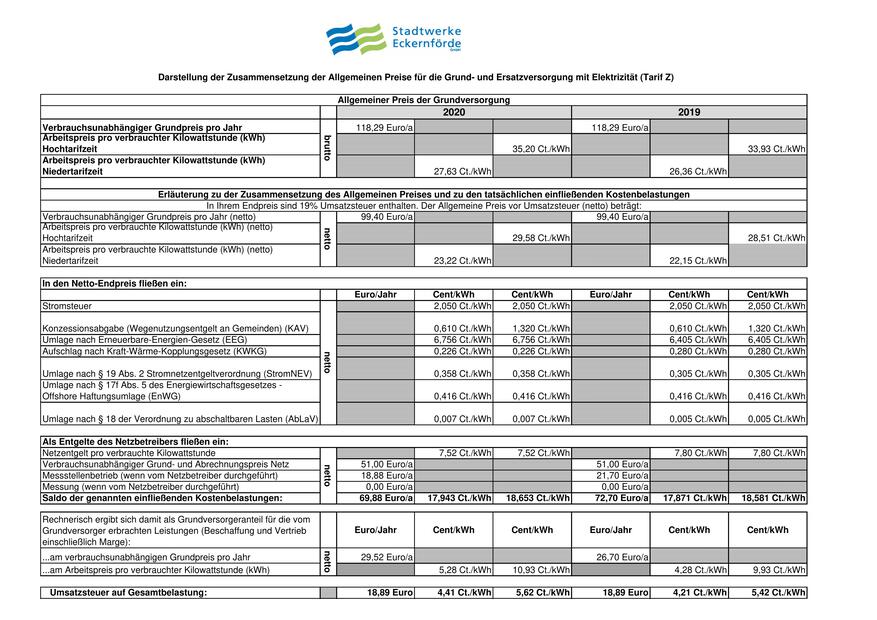 Stadtwerke
Eckernförde GmbH
Darstellung der Zusammensetzung der Allgemeinen Preise für die Grund- und Ersatzversorgung mit Elektrizität (Tarif Z)
Allgemeiner Preis der Grundversorgung
2020 2019
Verbrauchsunabhängiger Grundpreis pro Jahr 118,29 Euro/a 118,29 Euro/a
brutto
Arbeitspreis pro verbrauchter Kilowattstunde (kWh)
Hochtarifzeit 35,20 Ct./kWh 33,93 Ct./kWh
Arbeitspreis pro verbrauchter Kilowattstunde (kWh)
Niedertarifzeit 27,63 Ct./kWh 26,36 Ct./kWh
Erläuterung zu der Zusammensetzung des Allgemeinen Preises und zu den tatsächlichen einfließenden Kostenbelastungen
In Ihrem Endpreis sind 19% Umsatzsteuer enthalten. Der Allgemeine Preis vor Umsatzsteuer (netto) beträgt:
Verbrauchsunabhängiger Grundpreis pro Jahr (netto) 99,40 Euro/a 99,40 Euro/a
netto
Arbeitspreis pro verbrauchte Kilowattstunde (kWh) (netto)
Hochtarifzeit 29,58 Ct./kWh 28,51 Ct./kWh
Arbeitspreis pro verbrauchte Kilowattstunde (kWh) (netto)
Niedertarifzeit 23,22 Ct./kWh 22,15 Ct./kWh
In den Netto-Endpreis fließen ein:
Euro/Jahr Cent/kWh Cent/kWh Euro/Jahr Cent/kWh Cent/kWh
Stromsteuer 2,050 Ct./kWh 2,050 Ct./kWh 2,050 Ct./kWh 2,050 Ct./kWh
Konzessionsabgabe (Wegenutzungsentgelt an Gemeinden) (KAV) 0,610 Ct./kWh 1,320 Ct./kWh 0,610 Ct./kWh 1,320 Ct./kWh
Umlage nach Erneuerbare-Energien-Gesetz (EEG) 6,756 Ct./kWh 6,756 Ct./kWh 6,405 Ct./kWh 6,405 Ct./kWh
Aufschlag nach Kraft-Wärme-Kopplungsgesetz (KWKG) 0,226 Ct./kWh 0,226 Ct./kWh 0,280 Ct./kWh 0,280 Ct./kWh
netto
Umlage nach § 19 Abs. 2 Stromnetzentgeltverordnung (StromNEV) 0,358 Ct./kWh 0,358 Ct./kWh 0,305 Ct./kWh 0,305 Ct./kWh
Umlage nach § 17f Abs. 5 des Energiewirtschaftsgesetzes -
Offshore Haftungsumlage (EnWG) 0,416 Ct./kWh 0,416 Ct./kWh 0,416 Ct./kWh 0,416 Ct./kWh
Umlage nach § 18 der Verordnung zu abschaltbaren Lasten (AbLaV) 0,007 Ct./kWh 0,007 Ct./kWh 0,005 Ct./kWh 0,005 Ct./kWh
Als Entgelte des Netzbetreibers fließen ein:
Netzentgelt pro verbrauchte Kilowattstunde 7,52 Ct./kWh 7,52 Ct./kWh 7,80 Ct./kWh 7,80 Ct./kWh
Verbrauchsunabhängiger Grund- und Abrechnungspreis Netz 51,00 Euro/a 51,00 Euro/a
netto
Messstellenbetrieb (wenn vom Netzbetreiber durchgeführt) 18,88 Euro/a 21,70 Euro/a
Messung (wenn vom Netzbetreiber durchgeführt) 0,00 Euro/a 0,00 Euro/a
Saldo der genannten einfließenden Kostenbelastungen: 69,88 Euro/a 17,943 Ct./kWh 18,653 Ct./kWh 72,70 Euro/a 17,871 Ct./kWh 18,581 Ct./kWh
Rechnerisch ergibt sich damit als Grundversorgeranteil für die vom
Grundversorger erbrachten Leistungen (Beschaffung und Vertrieb Euro/Jahr Cent/kWh Cent/kWh Euro/Jahr Cent/kWh Cent/kWh
einschließlich Marge):
...am verbrauchsunabhängigen Grundpreis pro Jahr 29,52 Euro/a 26,70 Euro/a
netto
...am Arbeitspreis pro verbrauchter Kilowattstunde (kWh) 5,28 Ct./kWh 10,93 Ct./kWh 4,28 Ct./kWh 9,93 Ct./kWh
Umsatzsteuer auf Gesamtbelastung: 18,89 Euro 4,41 Ct./kWh 5,62 Ct./kWh 18,89 Euro 4,21 Ct./kWh 5,42 Ct./kWh